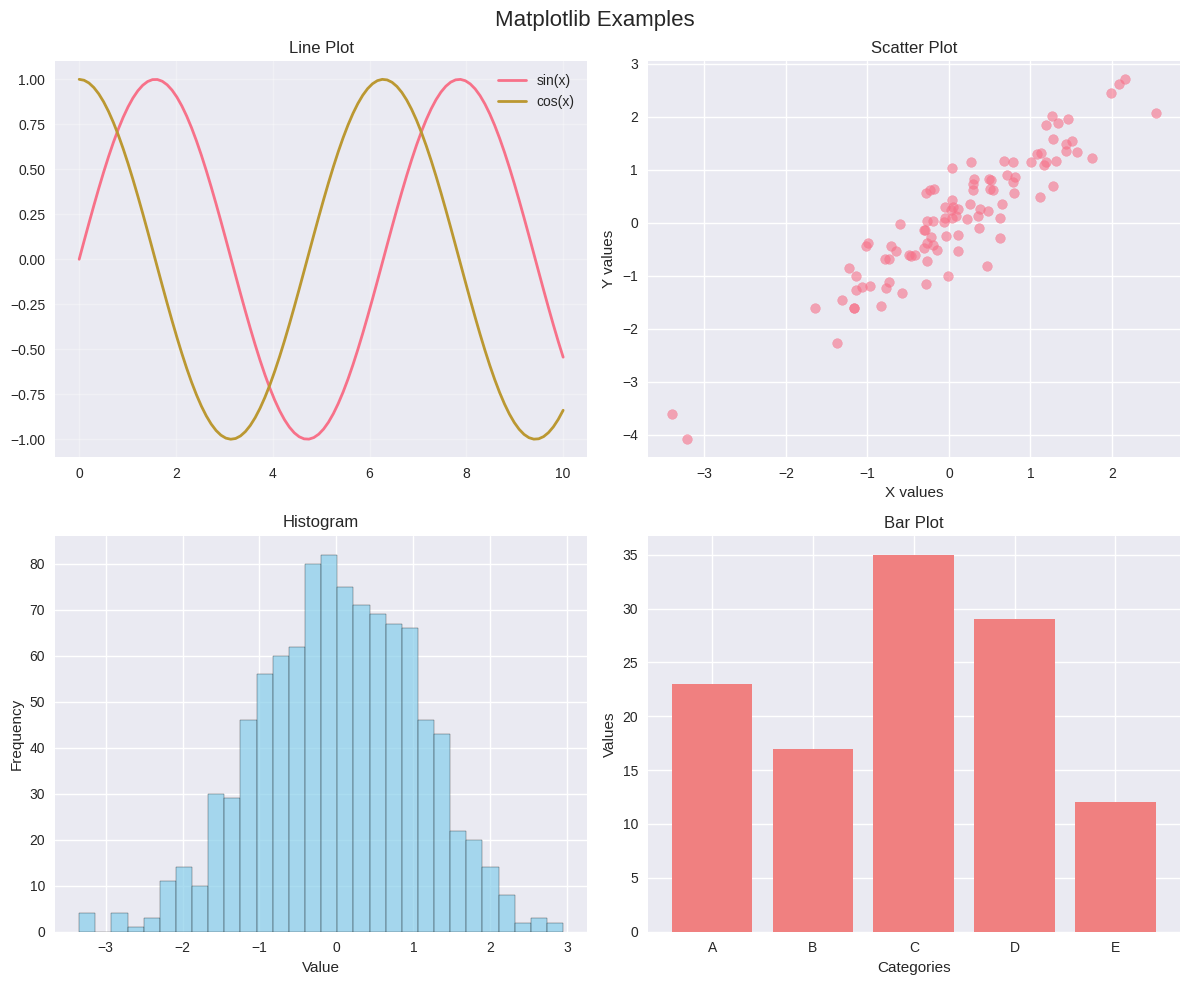 Matplotlib Examples
Line Plot
1.00
0.75
0.50
0.25
0.00
−0.25
−0.50
−0.75
−1.00
0 2 4 6 8 10
sin(x)
cos(x)
Scatter Plot
Y values
3
2
1
0
−1
−2
−3
−4
−3 −2 −1 0 1 2
X values
Histogram
Frequency
80
70
60
50
40
30
20
10
0
−3 −2 −1 0 1 2 3
Value
Bar Plot
Values
35
30
25
20
15
10
5
0
A B C D E
Categories